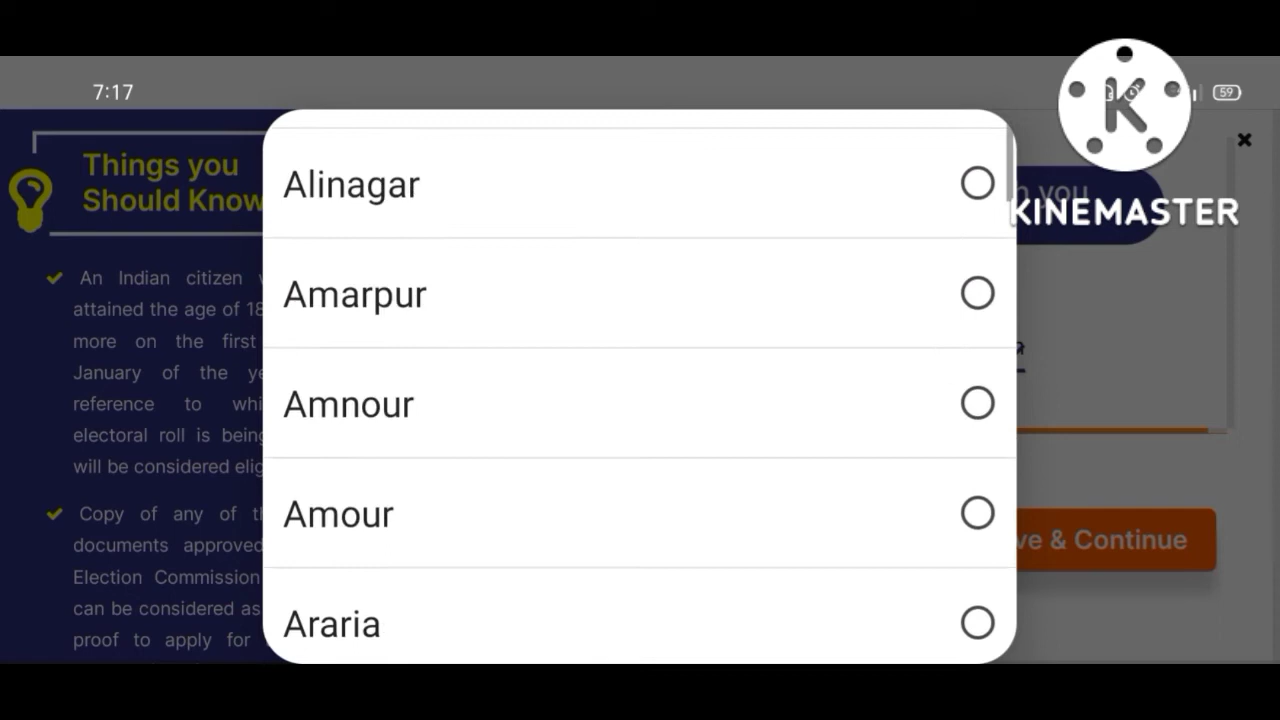 7:17
59
KINEMASTER
Things you
Should Know
Alinagar
Amarpur
Amnour
Amour
Araria
An Indian citizen
attained the age of 18
more on the first
January of the
reference to
electoral roll is being
will be considered
Copy of any of
documents approved
Election Commission
can be considered as
proof to apply for
you
& Continue